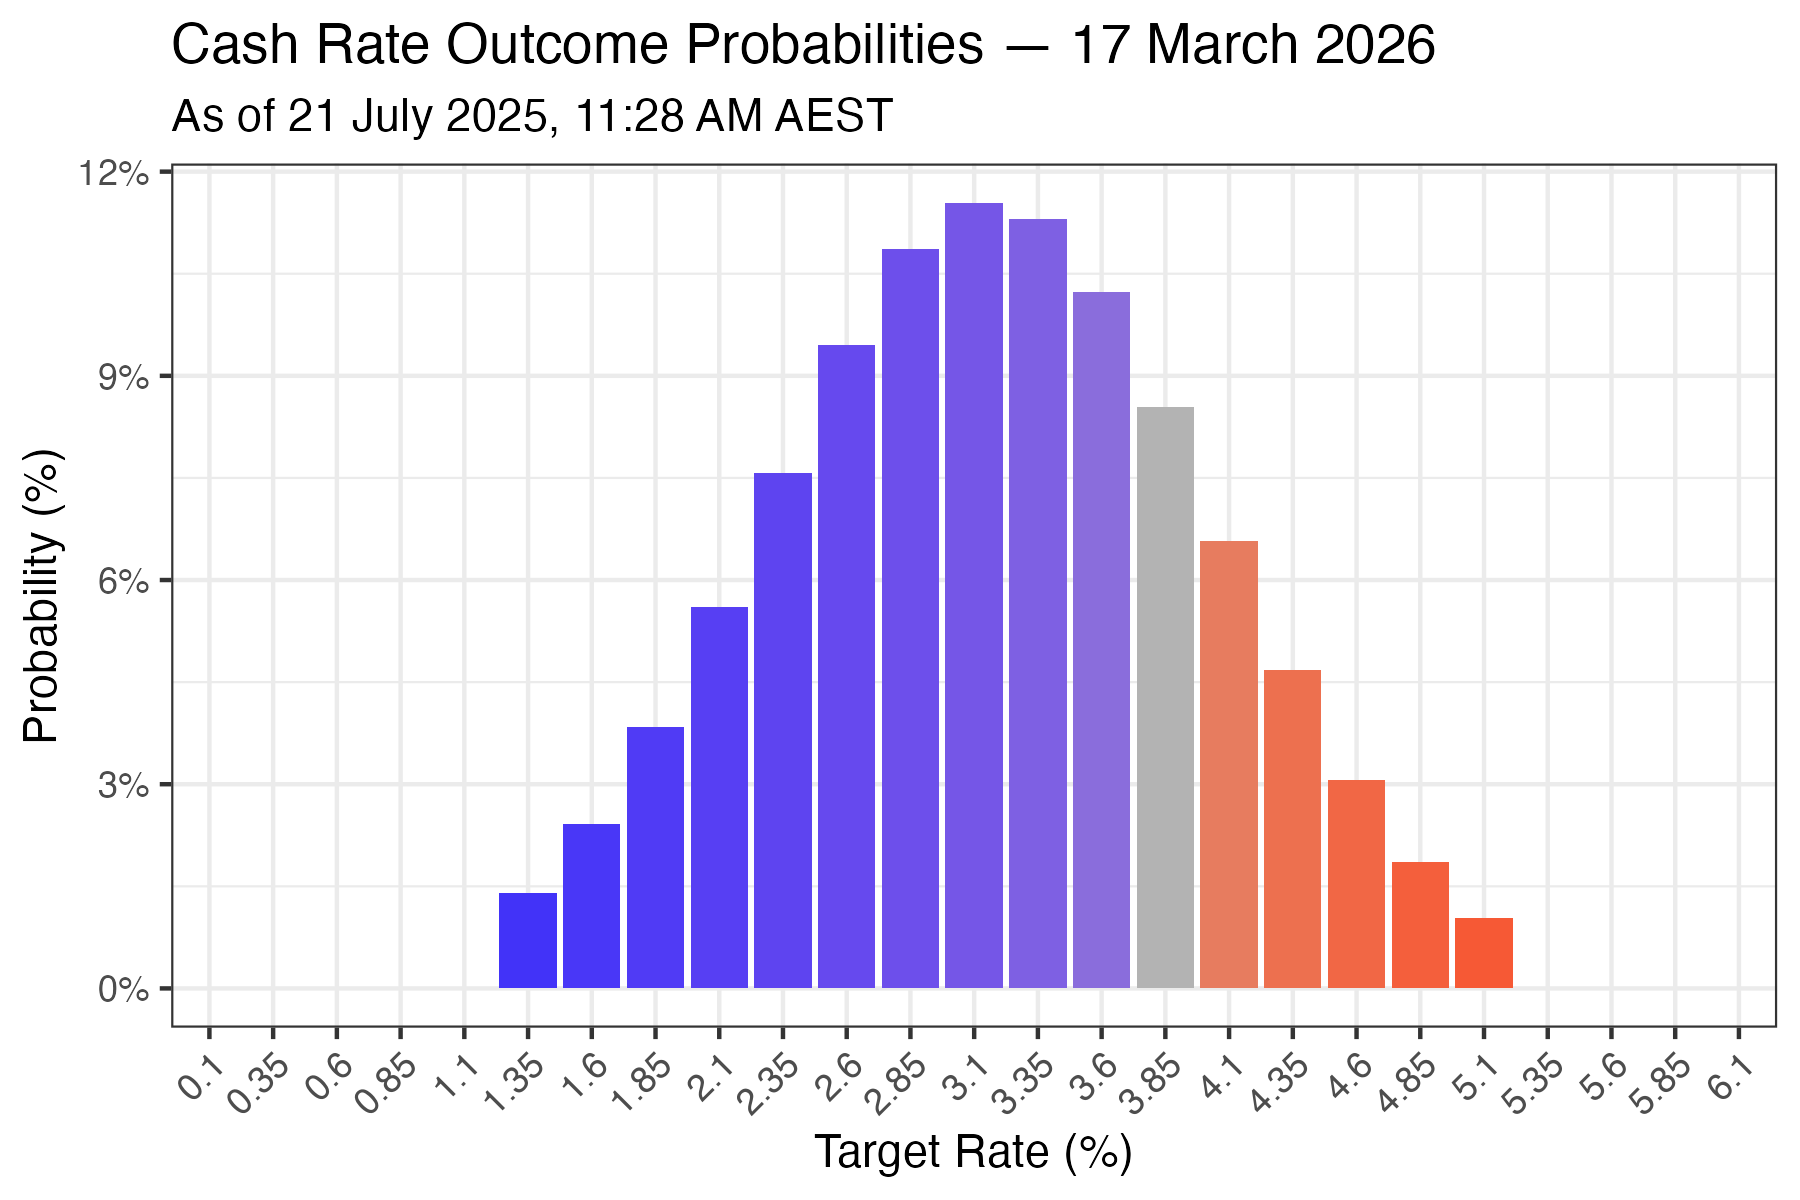 Cash Rate Outcome Probabilities — 17 March 2026
As of 21 July 2025, 11:28 AM AEST
Probability (%)
12%
9%
6%
3%
0%
0.1 0.35 0.6 0.85 1.1 1.35 1.6 1.85 2.1 2.35 2.6 2.85 3.1 3.35 3.6 3.85 4.1 4.35 4.6 4.85 5.1 5.35 5.6 5.85 6.1
Target Rate (%)